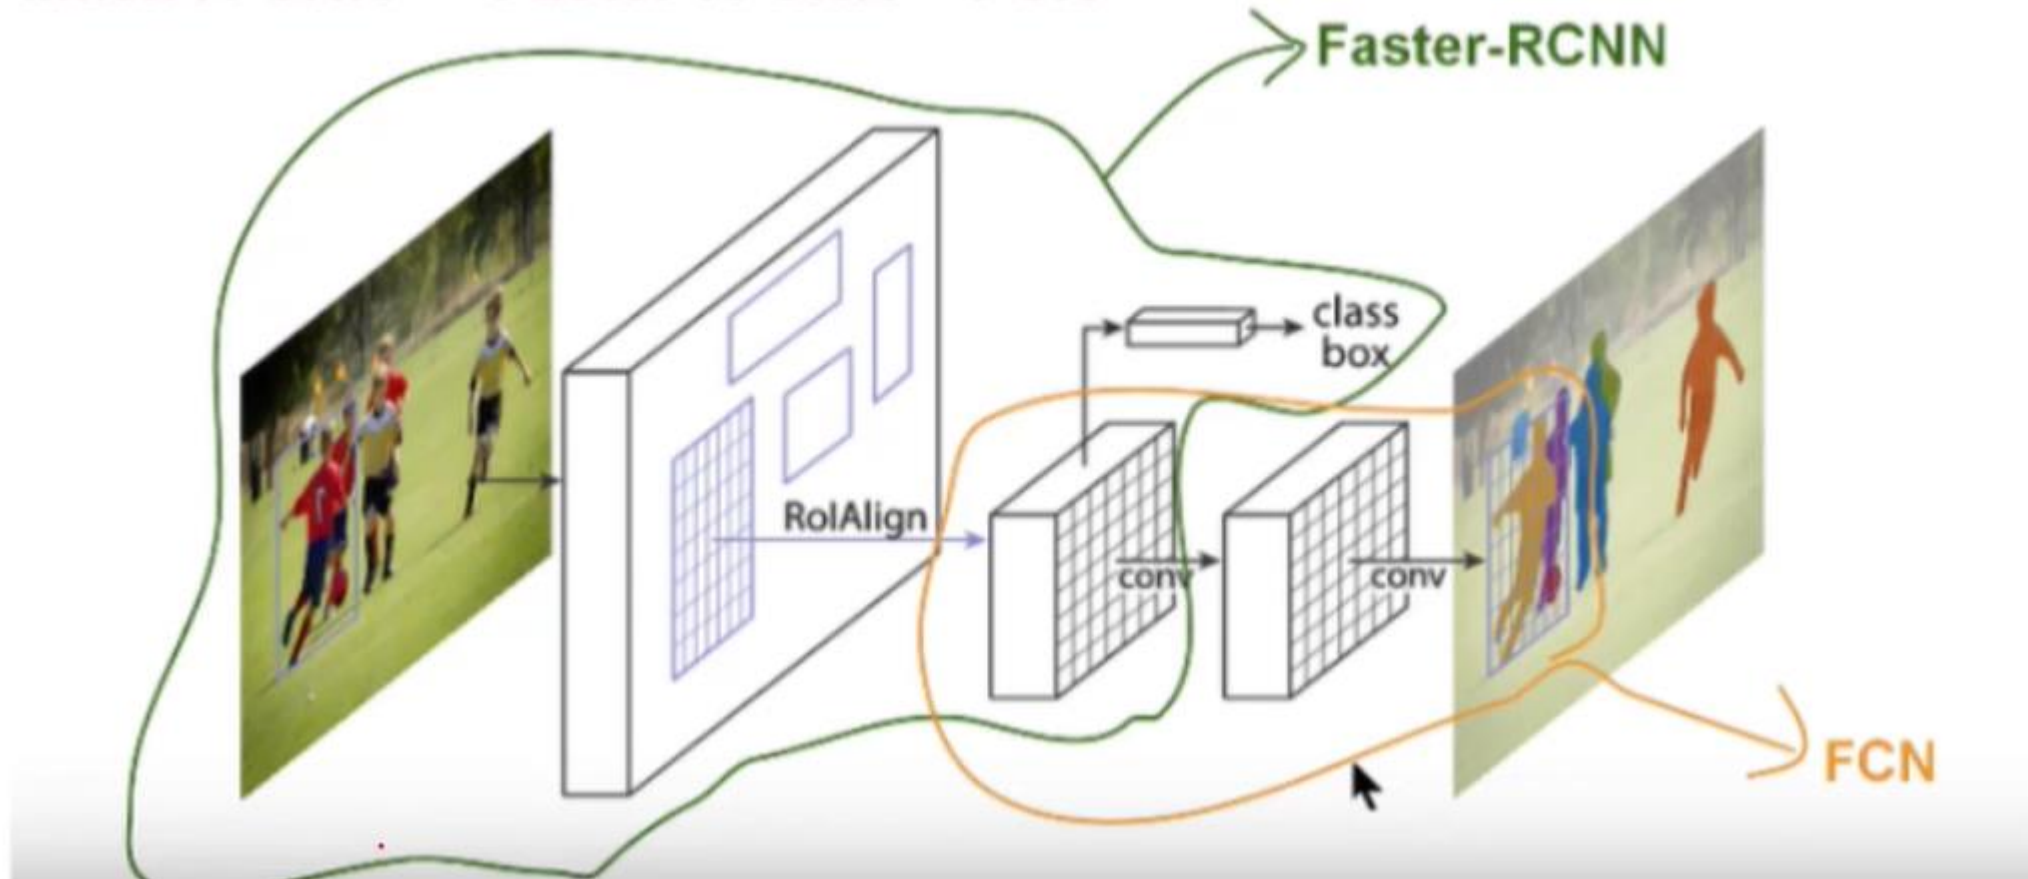 Faster-RCNN
class
box
RoIAlign
conv
conv
FCN